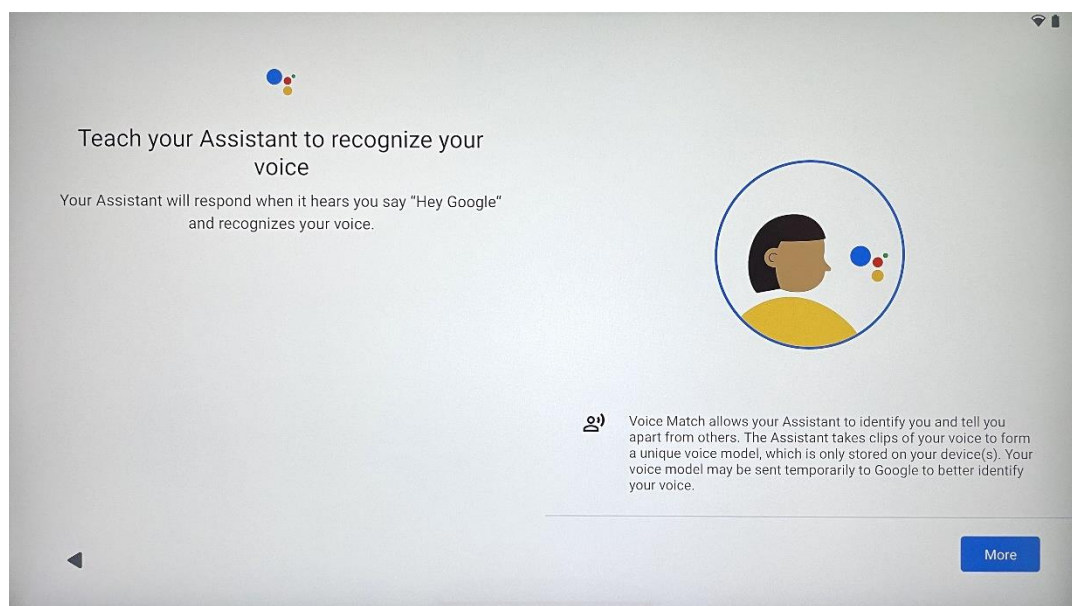 Teach your Assistant to recognize your
voice
Your Assistant will respond when it hears you say “Hey Google“
and recognizes your voice.
Voice Match allows your Assistant to identify you and tell you
apart from others. The Assistant takes clips of your voice to form
a unique voice model, which is only stored on your device(s). Your
voice model may be sent temporarily to Google to better identify
your voice.
More